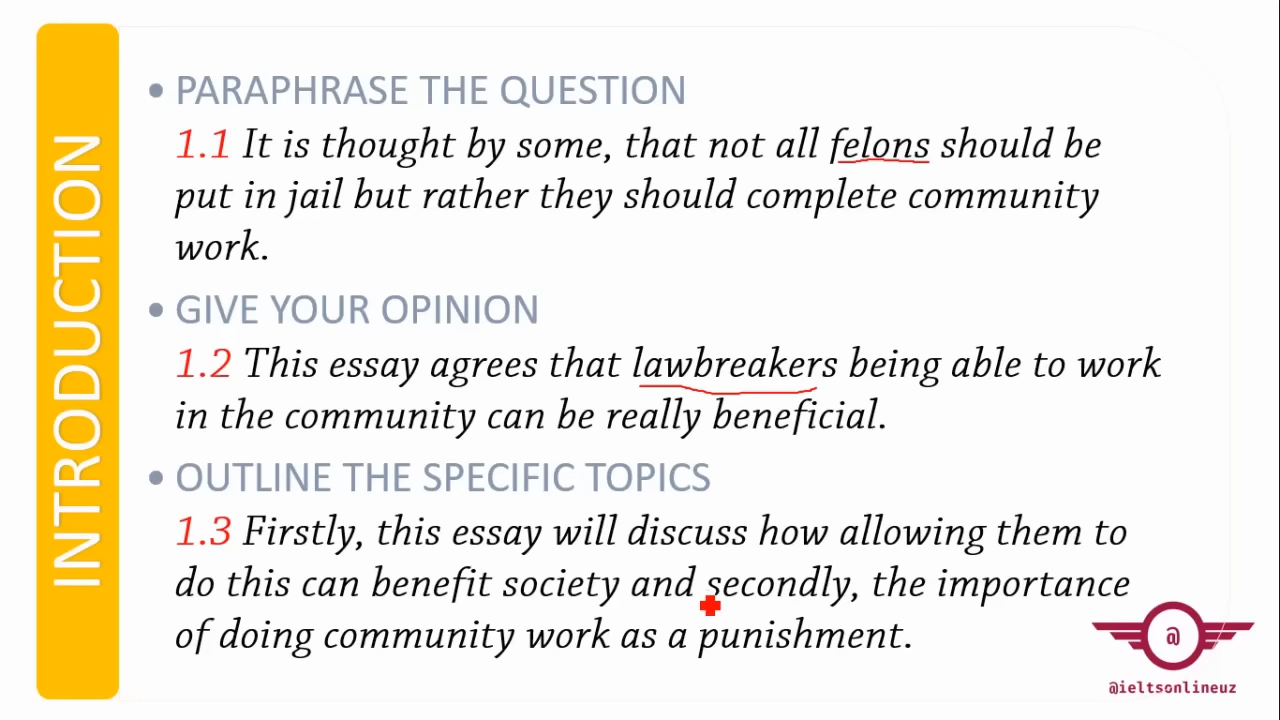 INTRODUCTION
• PARAPHRASE THE QUESTION
1.1 It is thought by some, that not all felons should be
put in jail but rather they should complete community
work.
• GIVE YOUR OPINION
1.2 This essay agrees that lawbreakers being able to work
in the community can be really beneficial.
• OUTLINE THE SPECIFIC TOPICS
1.3 Firstly, this essay will discuss how allowing them to
do this can benefit society and secondly, the importance
of doing community work as a punishment.
@
@ieltsonlineuz